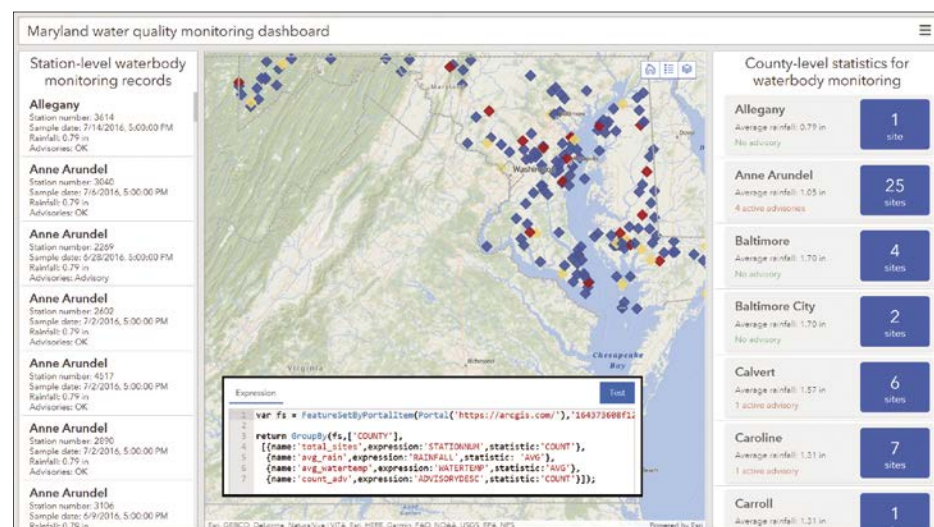 Maryland water quality monitoring dashboard
Station-level waterbody
monitoring records
Allegany
Station number: 3614
Sample date: 7/14/2016, 5:00:00 PM
Rainfall: 0.79 in
Advisories: OK
Anne Arundel
Station number: 3040
Sample date: 7/6/2016, 5:00:00 PM
Rainfall: 0.79 in
Advisories: OK
Anne Arundel
Station number: 2269
Sample date: 6/28/2016, 5:00:00 PM
Rainfall: 0.79 in
Advisories: Advisory
Anne Arundel
Station number: 2602
Sample date: 7/2/2016, 5:00:00 PM
Rainfall: 0.79 in
Advisories: OK
Anne Arundel
Station number: 4517
Sample date: 7/2/2016, 5:00:00 PM
Rainfall: 0.79 in
Advisories: OK
Anne Arundel
Station number: 2890
Sample date: 7/2/2016, 5:00:00 PM
Rainfall: 0.79 in
Advisories: OK
Anne Arundel
Station number: 3106
Sample date: 6/9/2016, 5:00:00 PM
Rainfall: 0.79 in
Maryland
Washington
Dover
Richmond
Virginia
Chesapeake
Bay
Expression
Test
1 var fs = FeatureSetByPortalItem(Portal('https://arcgis.com/'),'164373608f12
2
3 return GroupBy(fs,['COUNTY'],
4 [{name:'total_sites',expression:'STATIONNUM',statistic:'COUNT'},
5 {name:'avg_rain',expression:'RAINFALL',statistic: 'AVG'},
6 {name:'avg_watertemp',expression:'WATERTEMP',statistic:'AVG'},
7 {name:'count_adv',expression:'ADVISORYDESC',statistic:'COUNT'}]);
Powered by Esri
County-level statistics for
waterbody monitoring
Allegany
Average rainfall: 0.79 in
No advisory
1
site
Anne Arundel
Average rainfall: 1.05 in
4 active advisories
25
sites
Baltimore
Average rainfall: 1.70 in
No advisory
4
sites
Baltimore City
Average rainfall: 1.70 in
No advisory
2
sites
Calvert
Average rainfall: 1.57 in
1 active advisory
6
sites
Caroline
Average rainfall: 1.31 in
1 active advisory
7
sites
Carroll
Average rainfall: 1.31 in
1